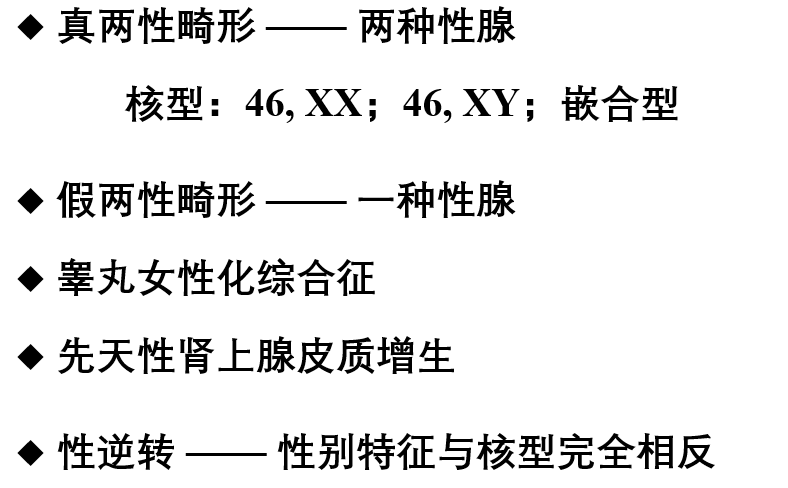 ◆ 真两性畸形 —— 两种性腺
核型：46, XX；46, XY；嵌合型
◆ 假两性畸形 —— 一种性腺
◆ 睾丸女性化综合征
◆ 先天性肾上腺皮质增生
◆ 性逆转 —— 性别特征与核型完全相反